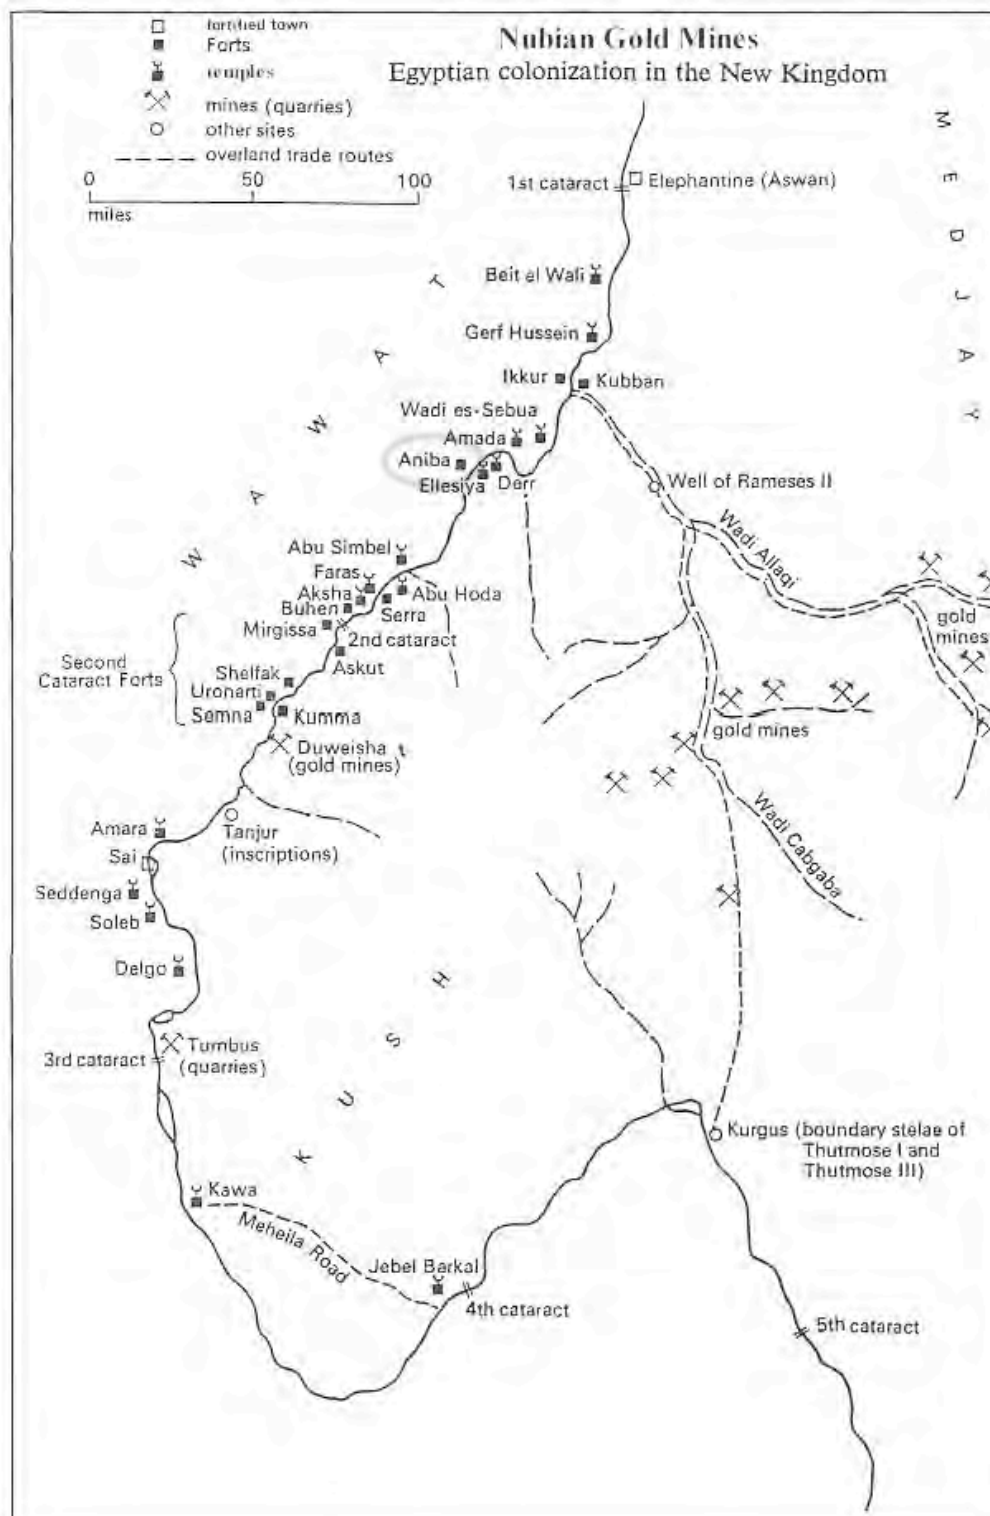 Nubian Gold Mines
Egyptian colonization in the New Kingdom
fortified town
Forts
temples
mines (quarries)
other sites
overland trade routes
0 50 100
miles
MEDJAY
1st cataract
Elephantine (Aswan)
Beit el Wali
Gerf Hussein
Ikkur
Kubban
WAWAT
Wadi es-Sebua
Amada
Aniba
Derr
Ellesiya
Well of Rameses II
Wadi Allaqi
Abu Simbel
Faras
Abu Hoda
Aksha
Buhen
Serra
Mirgissa
2nd cataract
gold
mines
Second
Cataract Forts
Askut
Shelfak
Uronarti
Semna
Kumma
gold mines
Duweisha t
(gold mines)
Wadi Cabgaba
Amara
Tanjur
(inscriptions)
Sai
Seddenga
Soleb
Delgo
KUSH
Tumbus
(quarries)
3rd cataract
Kurgus (boundary stelae of
Thutmose I and
Thutmose III)
Kawa
Meheila Road
Jebel Barkal
4th cataract
5th cataract